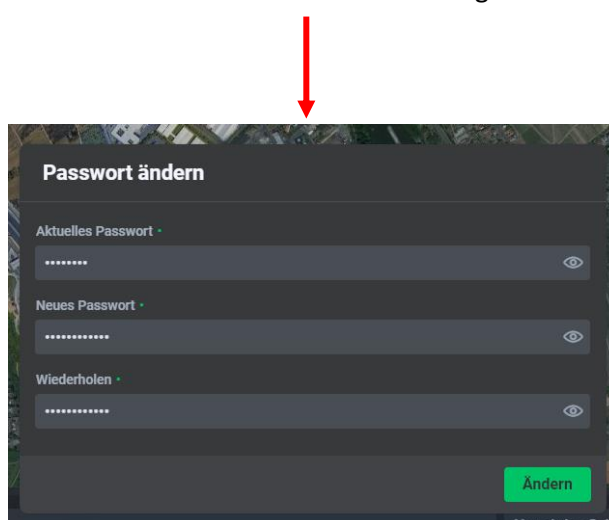 Passwort ändern
Aktuelles Passwort •
••••••••
Neues Passwort •
••••••••••••
Wiederholen •
••••••••••••
Ändern